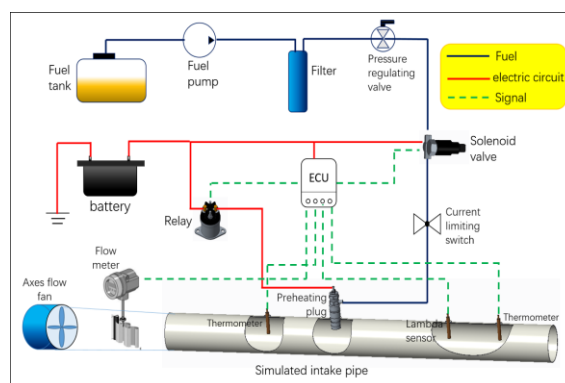 Fuel
tank
Fuel
pump
Filter
Pressure
regulating
valve
Fuel
electric circuit
Signal
Solenoid
valve
ECU
battery
Relay
Current
limiting
switch
Flow
meter
Axes flow
fan
Preheating
plug
Thermometer
Lambda
sensor
Thermometer
Simulated intake pipe